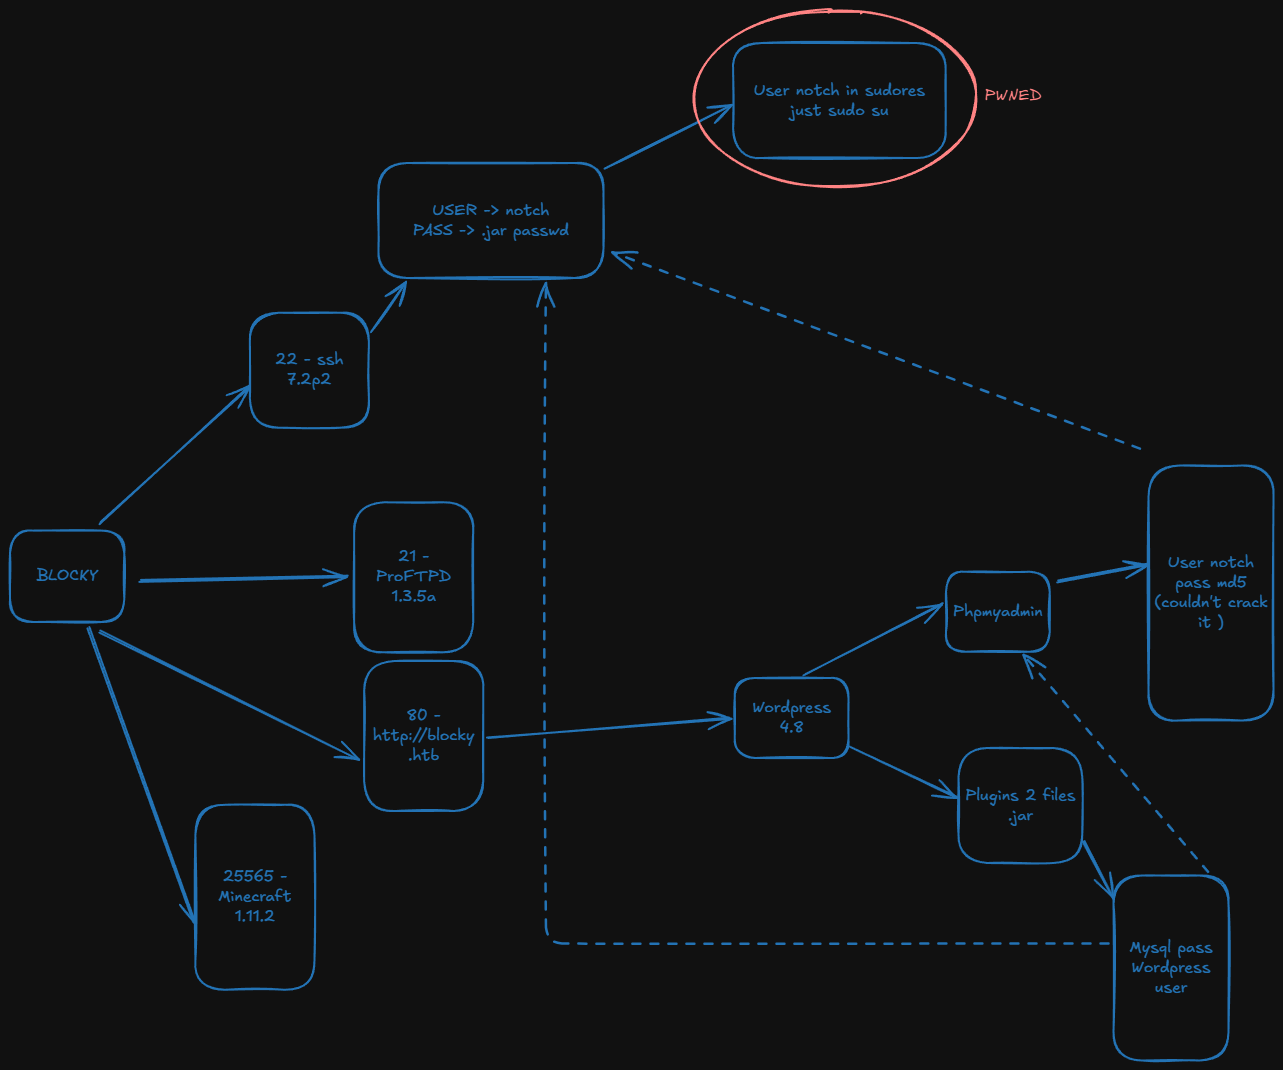 User notch in sudores
just sudo su
PWNED
USER -> notch
PASS -> .jar passwd
22 - ssh
7.2p2
BLOCKY
21 -
ProFTPD
1.3.5a
80 -
http://blocky
.htb
25565 -
Minecraft
1.11.2
Wordpress
4.8
Phpmyadmin
User notch
pass md5
(couldn't crack
it )
Plugins 2 files
.jar
Mysql pass
Wordpress
user